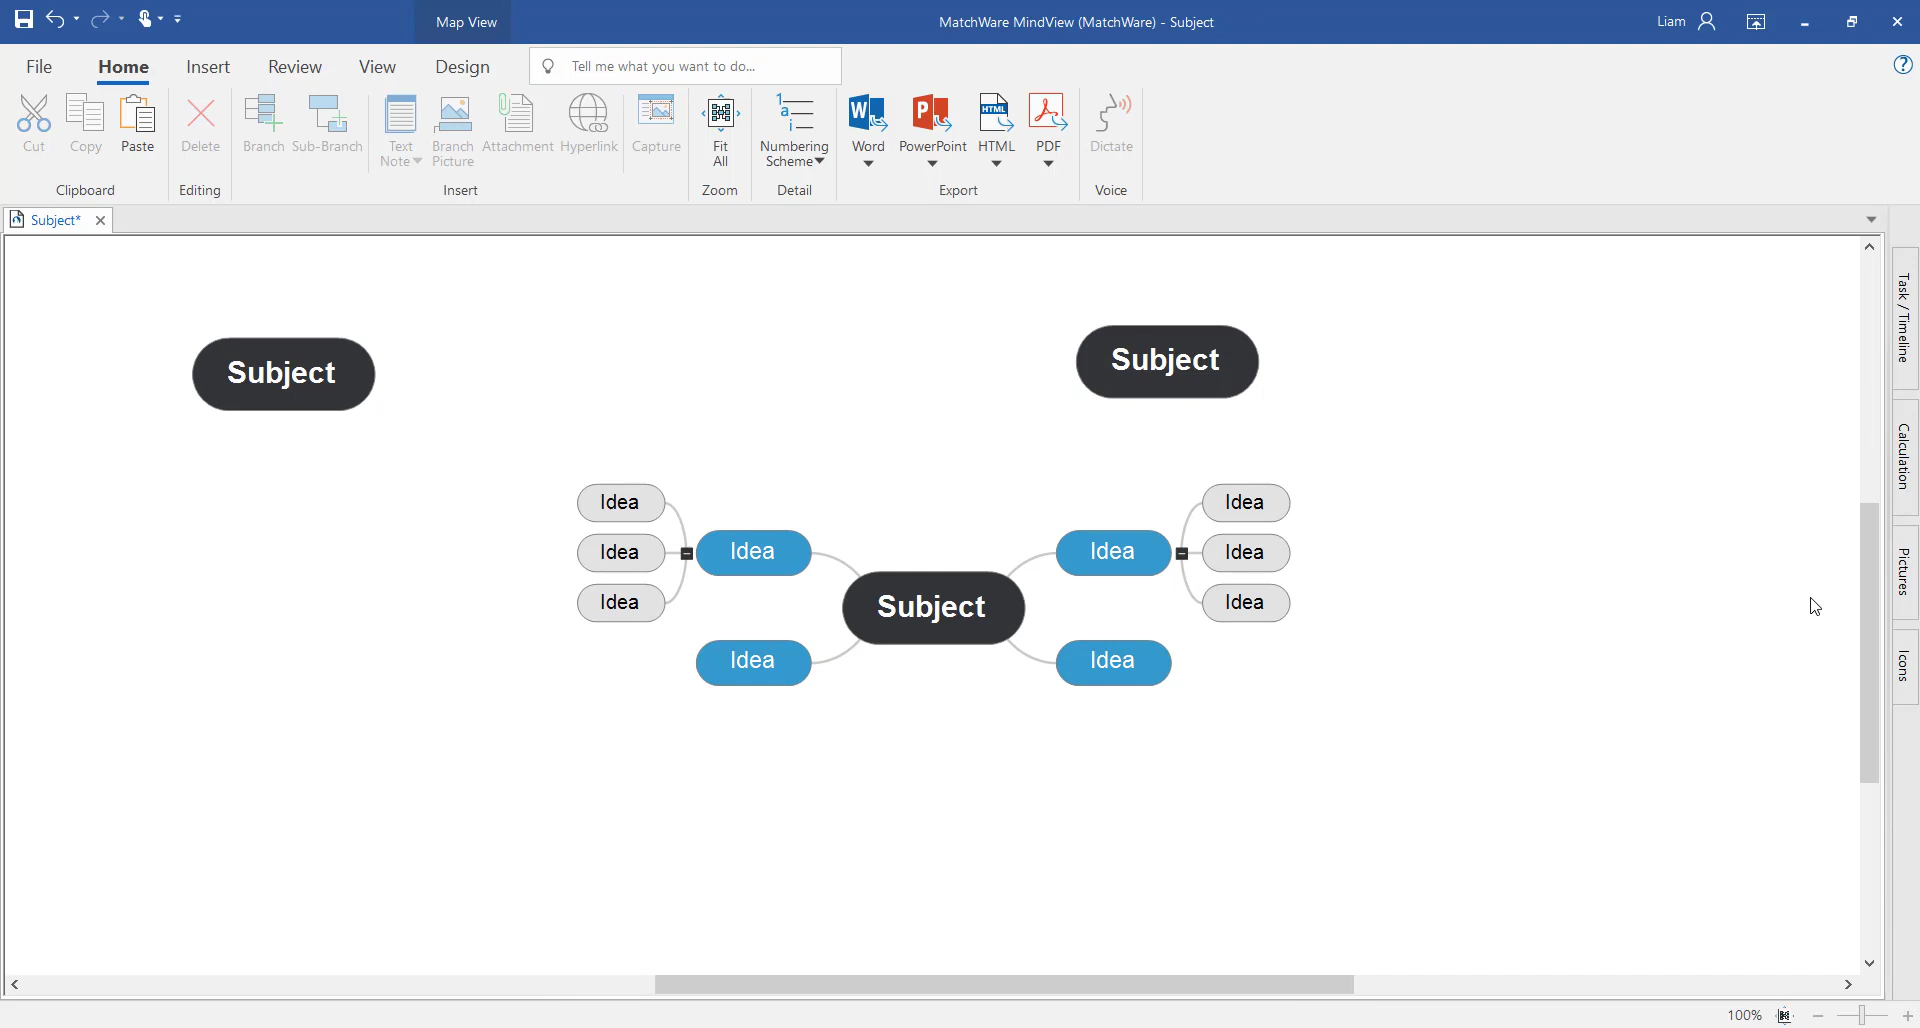 Map View
MatchWare MindView (MatchWare) - Subject
Liam
File
Home
Insert
Review
View
Design
Tell me what you want to do...
Cut
Copy
Paste
Clipboard
Delete
Editing
Branch
Sub-Branch
Text
Note
Branch
Picture
Attachment
Hyperlink
Capture
Insert
Fit
All
Zoom
1
a
i
Numbering
Scheme
Detail
W
Word
P
PowerPoint
HTML
HTML
PDF
Export
Dictate
Voice
Subject*
Subject
Subject
Idea
Idea
Idea
Idea
Idea
Subject
Idea
Idea
Idea
Idea
Idea
Task / Timeline
Calculation
Pictures
Icons
100%